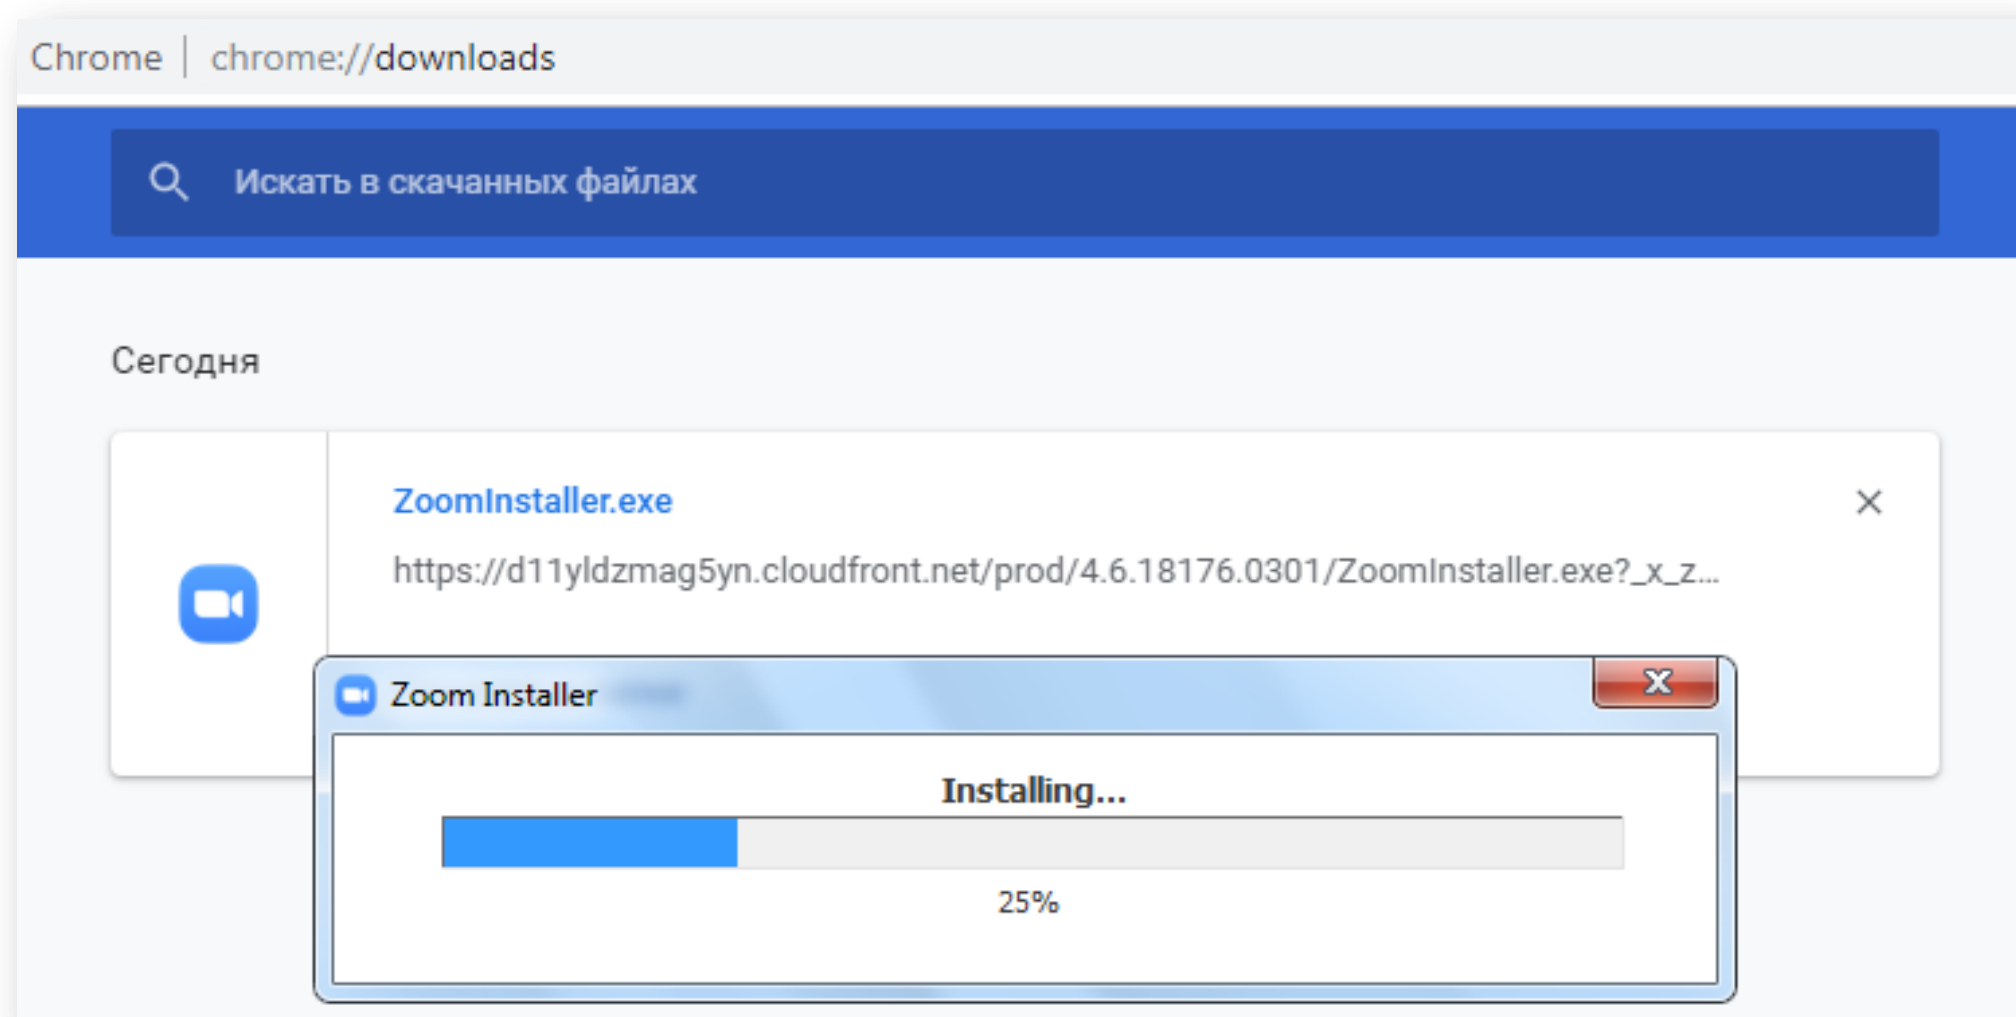 Chrome | chrome://downloads
Искать в скачанных файлах
Сегодня
ZoomInstaller.exe
https://d11yldzmag5yn.cloudfront.net/prod/4.6.18176.0301/ZoomInstaller.exe?_x_z...
Zoom Installer
Installing...
25%